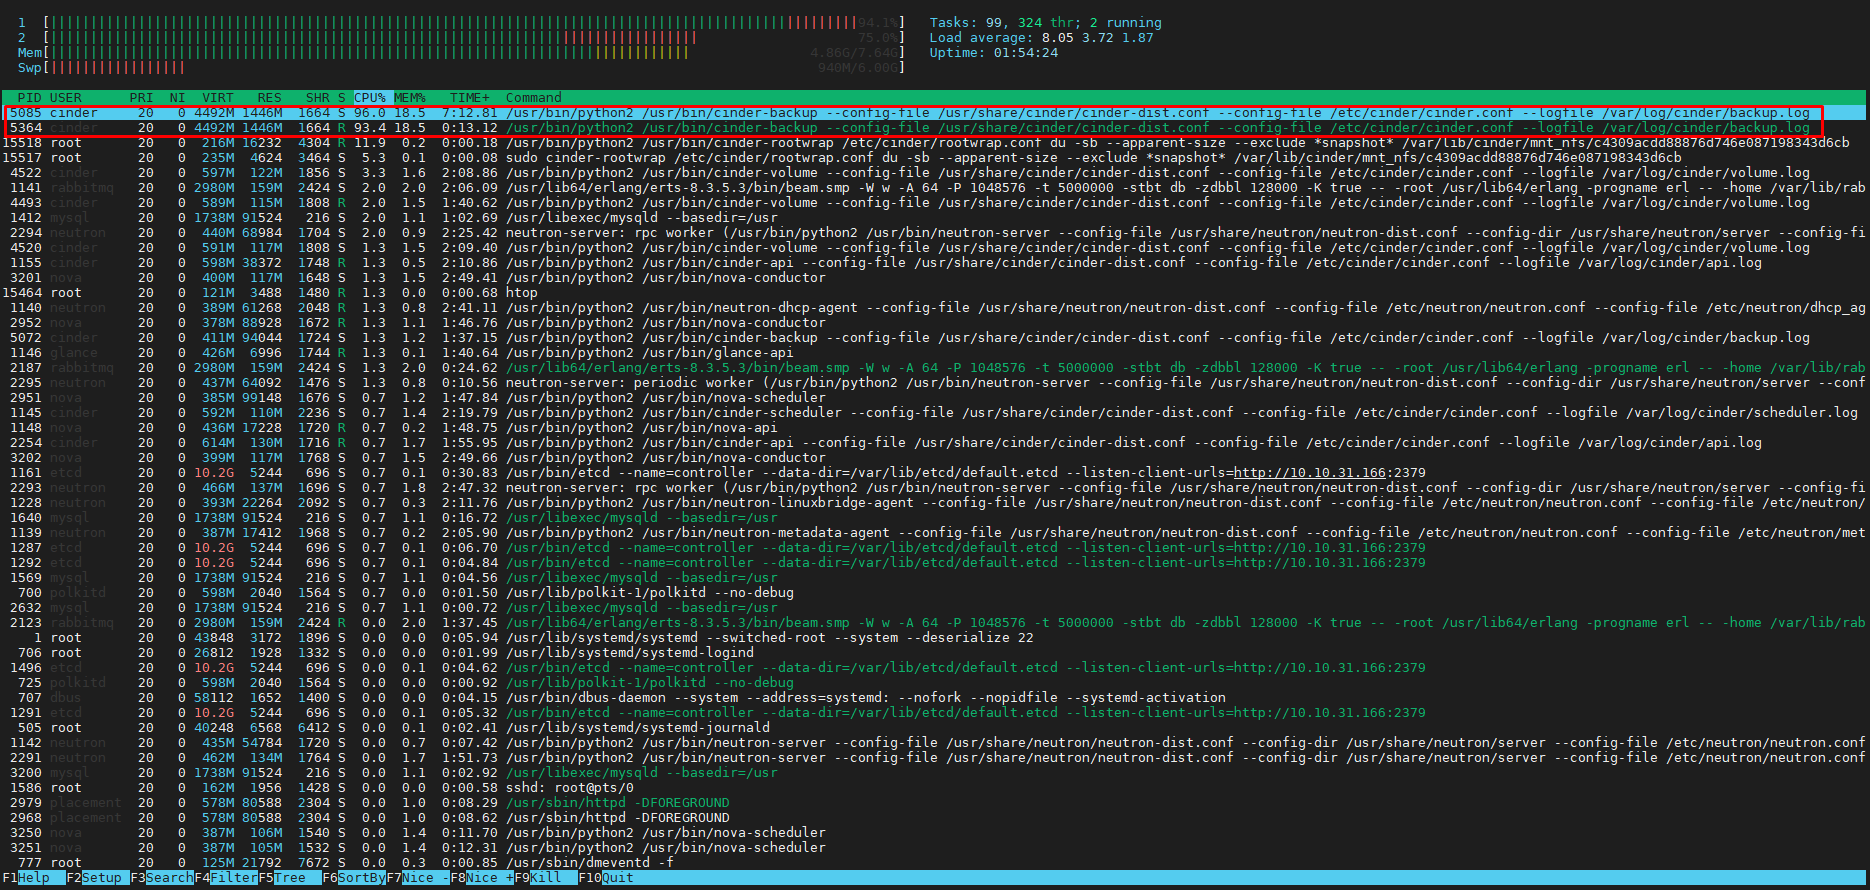 1 [ 94.1%] Tasks: 99, 324 thr; 2 running
2 [ 75.0%] Load average: 8.05 3.72 1.87
Mem[ 4.86G/7.64G] Uptime: 01:54:24
Swp[ 940M/6.00G]
PID USER PRI NI VIRT RES SHR S CPU% MEM% TIME+ Command
5085 cinder 20 0 4492M 1446M 1664 S 96.0 18.5 7:12.81 /usr/bin/python2 /usr/bin/cinder-backup --config-file /usr/share/cinder/cinder-dist.conf --config-file /etc/cinder/cinder.conf --logfile /var/log/cinder/backup.log
5364 cinder 20 0 4492M 1446M 1664 R 93.4 18.5 0:13.12 /usr/bin/python2 /usr/bin/cinder-backup --config-file /usr/share/cinder/cinder-dist.conf --config-file /etc/cinder/cinder.conf --logfile /var/log/cinder/backup.log
15518 root 20 0 216M 16232 4304 R 11.9 0.2 0:00.18 /usr/bin/python2 /usr/bin/cinder-rootwrap /etc/cinder/rootwrap.conf du -sb --apparent-size --exclude *snapshot* /var/lib/cinder/mnt_nfs/c4309acdd88876d746e087198343d6cb
15517 root 20 0 235M 4624 3464 S 5.3 0.1 0:00.08 sudo cinder-rootwrap /etc/cinder/rootwrap.conf du -sb --apparent-size --exclude *snapshot* /var/lib/cinder/mnt_nfs/c4309acdd88876d746e087198343d6cb
4522 cinder 20 0 597M 122M 1856 S 3.3 1.6 2:08.86 /usr/bin/python2 /usr/bin/cinder-volume --config-file /usr/share/cinder/cinder-dist.conf --config-file /etc/cinder/cinder.conf --logfile /var/log/cinder/volume.log
1141 rabbitmq 20 0 2980M 159M 2424 S 2.0 2.0 2:06.09 /usr/lib64/erlang/erts-8.3.5.3/bin/beam.smp -W w -A 64 -P 1048576 -t 5000000 -stbt db -zdbbl 128000 -K true -- -root /usr/lib64/erlang -progname erl -- -home /var/lib/rab
4493 cinder 20 0 589M 115M 1808 R 2.0 1.5 1:40.62 /usr/bin/python2 /usr/bin/cinder-volume --config-file /usr/share/cinder/cinder-dist.conf --config-file /etc/cinder/cinder.conf --logfile /var/log/cinder/volume.log
1412 mysql 20 0 1738M 91524 216 S 2.0 1.1 1:02.69 /usr/libexec/mysqld --basedir=/usr
2294 neutron 20 0 440M 68984 1704 S 2.0 0.9 2:25.42 neutron-server: rpc worker (/usr/bin/python2 /usr/bin/neutron-server --config-file /usr/share/neutron/neutron-dist.conf --config-dir /usr/share/neutron/server --config-fi
4520 cinder 20 0 591M 117M 1808 S 1.3 1.5 2:09.40 /usr/bin/python2 /usr/bin/cinder-volume --config-file /usr/share/cinder/cinder-dist.conf --config-file /etc/cinder/cinder.conf --logfile /var/log/cinder/volume.log
1155 cinder 20 0 598M 38372 1748 R 1.3 0.5 2:10.86 /usr/bin/python2 /usr/bin/cinder-api --config-file /usr/share/cinder/cinder-dist.conf --config-file /etc/cinder/cinder.conf --logfile /var/log/cinder/api.log
3201 nova 20 0 400M 117M 1648 S 1.3 1.5 2:49.41 /usr/bin/python2 /usr/bin/nova-conductor
15464 root 20 0 121M 3488 1480 R 1.3 0.0 0:00.68 htop
1140 neutron 20 0 389M 61268 2048 R 1.3 0.8 2:41.11 /usr/bin/python2 /usr/bin/neutron-dhcp-agent --config-file /usr/share/neutron/neutron-dist.conf --config-file /etc/neutron/neutron.conf --config-file /etc/neutron/dhcp_ag
2952 nova 20 0 378M 88928 1672 R 1.3 1.1 1:46.76 /usr/bin/python2 /usr/bin/nova-conductor
5072 cinder 20 0 411M 94044 1724 S 1.3 1.2 1:37.15 /usr/bin/python2 /usr/bin/cinder-backup --config-file /usr/share/cinder/cinder-dist.conf --config-file /etc/cinder/cinder.conf --logfile /var/log/cinder/backup.log
1146 glance 20 0 426M 6996 1744 R 1.3 0.1 1:40.64 /usr/bin/python2 /usr/bin/glance-api
2187 rabbitmq 20 0 2980M 159M 2424 S 1.3 2.0 0:24.62 /usr/lib64/erlang/erts-8.3.5.3/bin/beam.smp -W w -A 64 -P 1048576 -t 5000000 -stbt db -zdbbl 128000 -K true -- -root /usr/lib64/erlang -progname erl -- -home /var/lib/rab
2295 neutron 20 0 437M 64092 1476 S 1.3 0.8 0:10.56 neutron-server: periodic worker (/usr/bin/python2 /usr/bin/neutron-server --config-file /usr/share/neutron/neutron-dist.conf --config-dir /usr/share/neutron/server --conf
2951 nova 20 0 385M 99148 1676 S 0.7 1.2 1:47.84 /usr/bin/python2 /usr/bin/nova-scheduler
1145 cinder 20 0 592M 110M 2236 S 0.7 1.4 2:19.79 /usr/bin/python2 /usr/bin/cinder-scheduler --config-file /usr/share/cinder/cinder-dist.conf --config-file /etc/cinder/cinder.conf --logfile /var/log/cinder/scheduler.log
1148 nova 20 0 436M 17228 1720 R 0.7 0.2 1:48.75 /usr/bin/python2 /usr/bin/nova-api
2254 cinder 20 0 614M 130M 1716 R 0.7 1.7 1:55.95 /usr/bin/python2 /usr/bin/cinder-api --config-file /usr/share/cinder/cinder-dist.conf --config-file /etc/cinder/cinder.conf --logfile /var/log/cinder/api.log
3202 nova 20 0 399M 117M 1768 S 0.7 1.5 2:49.66 /usr/bin/python2 /usr/bin/nova-conductor
1161 etcd 20 0 10.2G 5244 696 S 0.7 0.1 0:30.83 /usr/bin/etcd --name=controller --data-dir=/var/lib/etcd/default.etcd --listen-client-urls=http://10.10.31.166:2379
2293 neutron 20 0 466M 137M 1696 S 0.7 1.8 2:47.32 neutron-server: rpc worker (/usr/bin/python2 /usr/bin/neutron-server --config-file /usr/share/neutron/neutron-dist.conf --config-dir /usr/share/neutron/server --config-fi
1228 neutron 20 0 393M 22264 2092 S 0.7 0.3 2:11.76 /usr/bin/python2 /usr/bin/neutron-linuxbridge-agent --config-file /usr/share/neutron/neutron-dist.conf --config-file /etc/neutron/neutron.conf --config-file /etc/neutron/
1640 mysql 20 0 1738M 91524 216 S 0.7 1.1 0:16.72 /usr/libexec/mysqld --basedir=/usr
1139 neutron 20 0 387M 17412 1968 S 0.7 0.2 2:05.90 /usr/bin/python2 /usr/bin/neutron-metadata-agent --config-file /usr/share/neutron/neutron-dist.conf --config-file /etc/neutron/neutron.conf --config-file /etc/neutron/met
1287 etcd 20 0 10.2G 5244 696 S 0.7 0.1 0:06.70 /usr/bin/etcd --name=controller --data-dir=/var/lib/etcd/default.etcd --listen-client-urls=http://10.10.31.166:2379
1292 etcd 20 0 10.2G 5244 696 S 0.7 0.1 0:04.84 /usr/bin/etcd --name=controller --data-dir=/var/lib/etcd/default.etcd --listen-client-urls=http://10.10.31.166:2379
1569 mysql 20 0 1738M 91524 216 S 0.7 1.1 0:04.56 /usr/libexec/mysqld --basedir=/usr
700 polkitd 20 0 598M 2040 1564 S 0.7 0.0 0:01.50 /usr/lib/polkit-1/polkitd --no-debug
2632 mysql 20 0 1738M 91524 216 S 0.7 1.1 0:00.72 /usr/libexec/mysqld --basedir=/usr
2123 rabbitmq 20 0 2980M 159M 2424 R 0.0 2.0 1:37.45 /usr/lib64/erlang/erts-8.3.5.3/bin/beam.smp -W w -A 64 -P 1048576 -t 5000000 -stbt db -zdbbl 128000 -K true -- -root /usr/lib64/erlang -progname erl -- -home /var/lib/rab
1 root 20 0 43848 3172 1896 S 0.0 0.0 0:05.94 /usr/lib/systemd/systemd --switched-root --system --deserialize 22
706 root 20 0 26812 1928 1332 S 0.0 0.0 0:01.99 /usr/lib/systemd/systemd-logind
1496 etcd 20 0 10.2G 5244 696 S 0.0 0.1 0:04.62 /usr/bin/etcd --name=controller --data-dir=/var/lib/etcd/default.etcd --listen-client-urls=http://10.10.31.166:2379
725 polkitd 20 0 598M 2040 1564 S 0.0 0.0 0:00.92 /usr/lib/polkit-1/polkitd --no-debug
707 dbus 20 0 58112 1652 1400 S 0.0 0.0 0:04.15 /usr/bin/dbus-daemon --system --address=systemd: --nofork --nopidfile --systemd-activation
1291 etcd 20 0 10.2G 5244 696 S 0.0 0.1 0:05.32 /usr/bin/etcd --name=controller --data-dir=/var/lib/etcd/default.etcd --listen-client-urls=http://10.10.31.166:2379
505 root 20 0 40248 6568 6412 S 0.0 0.1 0:02.41 /usr/lib/systemd/systemd-journald
1142 neutron 20 0 435M 54784 1720 S 0.0 0.7 0:07.42 /usr/bin/python2 /usr/bin/neutron-server --config-file /usr/share/neutron/neutron-dist.conf --config-dir /usr/share/neutron/server --config-file /etc/neutron/neutron.conf
2291 neutron 20 0 462M 134M 1764 S 0.0 1.7 1:51.73 /usr/bin/python2 /usr/bin/neutron-server --config-file /usr/share/neutron/neutron-dist.conf --config-dir /usr/share/neutron/server --config-file /etc/neutron/neutron.conf
3200 mysql 20 0 1738M 91524 216 S 0.0 1.1 0:02.92 /usr/libexec/mysqld --basedir=/usr
1586 root 20 0 162M 1956 1428 S 0.0 0.0 0:00.58 sshd: root@pts/0
2979 placement 20 0 578M 80588 2304 S 0.0 1.0 0:08.29 /usr/sbin/httpd -DFOREGROUND
2968 placement 20 0 578M 80588 2304 S 0.0 1.0 0:08.62 /usr/sbin/httpd -DFOREGROUND
3250 nova 20 0 387M 106M 1540 S 0.0 1.4 0:11.70 /usr/bin/python2 /usr/bin/nova-scheduler
3251 nova 20 0 387M 105M 1532 S 0.0 1.4 0:12.31 /usr/bin/python2 /usr/bin/nova-scheduler
777 root 20 0 125M 21792 7672 S 0.0 0.3 0:00.85 /usr/sbin/dmeventd -f
F1Help F2Setup F3SearchF4FilterF5Tree F6SortByF7Nice -F8Nice +F9Kill F10Quit